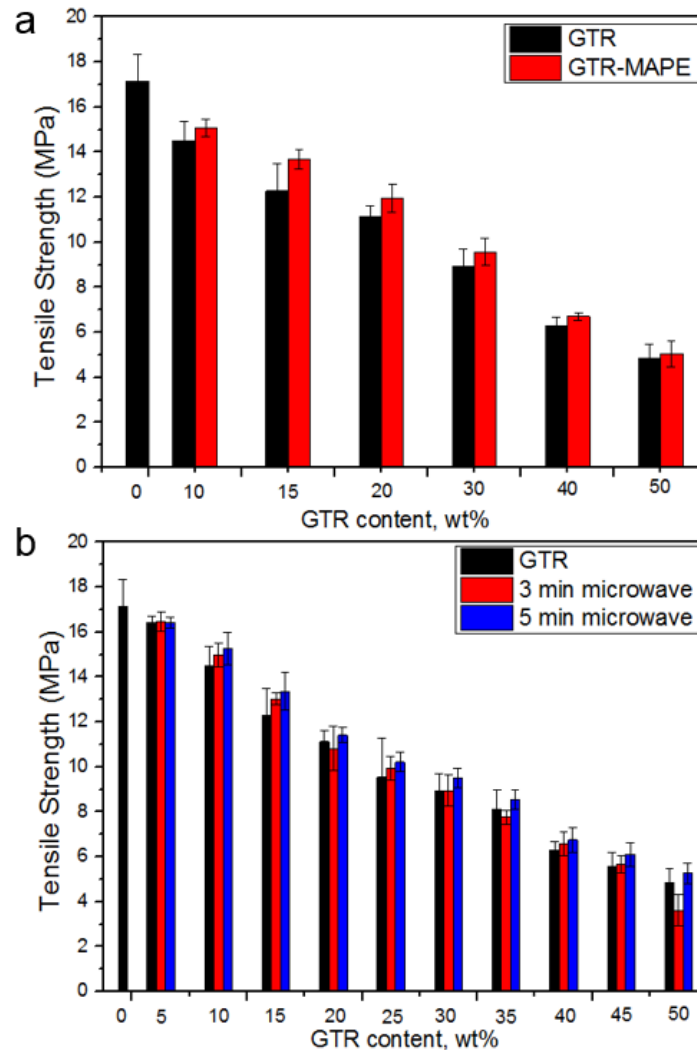 a
GTR
GTR-MAPE
Tensile Strength (MPa)
20
18
16
14
12
10
8
6
4
2
0
0 10 15 20 30 40 50
GTR content, wt%
b
GTR
3 min microwave
5 min microwave
Tensile Strength (MPa)
20
18
16
14
12
10
8
6
4
2
0
0 5 10 15 20 25 30 35 40 45 50
GTR content, wt%